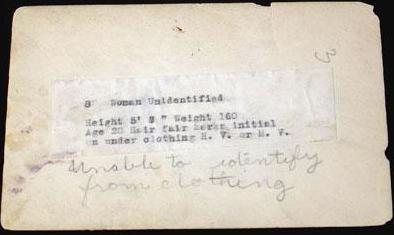 3
8 Woman Unidentified
Height 5' 8 " Weight 160
Age 20 Hair fair marks initial
on under clothing H. V. or M. V.
Unable to identify
from clothing